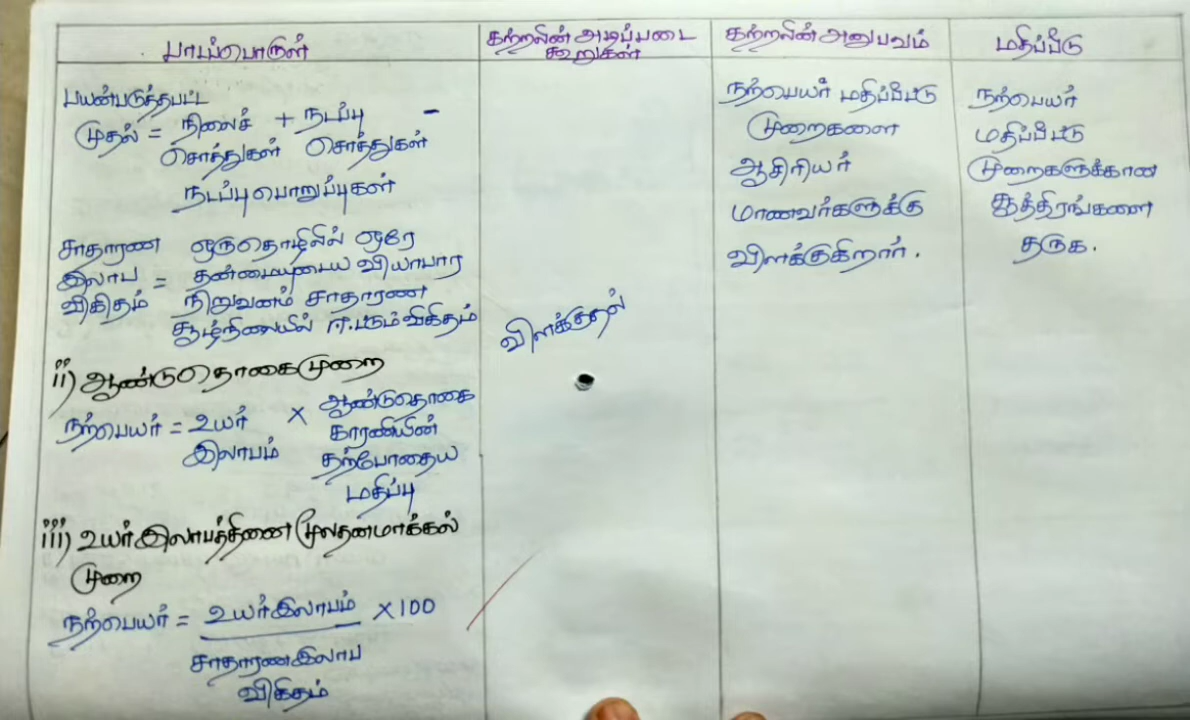 பாடப்பொருள்
கற்றலின் அடிப்படை
கூறுகள்
கற்றலின் அனுபவம்
மதிப்பீடு
பயன்படுத்தபட்ட
முதல் = நிலைச் + நடப்பு -
சொத்துகள் சொத்துகள்
நடப்பு பொறுப்புகள்
சாதாரண ஒரு தொழிலில் ஒரே
இலாப = தன்மையுடைய வியாபார
விகிதம் நிறுவனம் சாதாரண
சூழ்நிலையில் ஈட்டும் விகிதம்
ii) ஆண்டு தொகை முறை
நற்பெயர் = உயர் × ஆண்டுதொகை
இலாபம் காரணியின்
தற்போதைய
மதிப்பு
iii) உயர் இலாபத்தினை மூலதனமாக்கல்
முறை
நற்பெயர் = உயர் இலாபம் × 100
சாதாரண இலாப
விகிதம்
விளக்குதல்
நற்பெயர் மதிப்பீட்டு
முறைகளை
ஆசிரியர்
மாணவர்களுக்கு
விளக்குகிறார்.
நற்பெயர்
மதிப்பீட்டு
முறைகளுக்கான
சூத்திரங்களை
தருக.